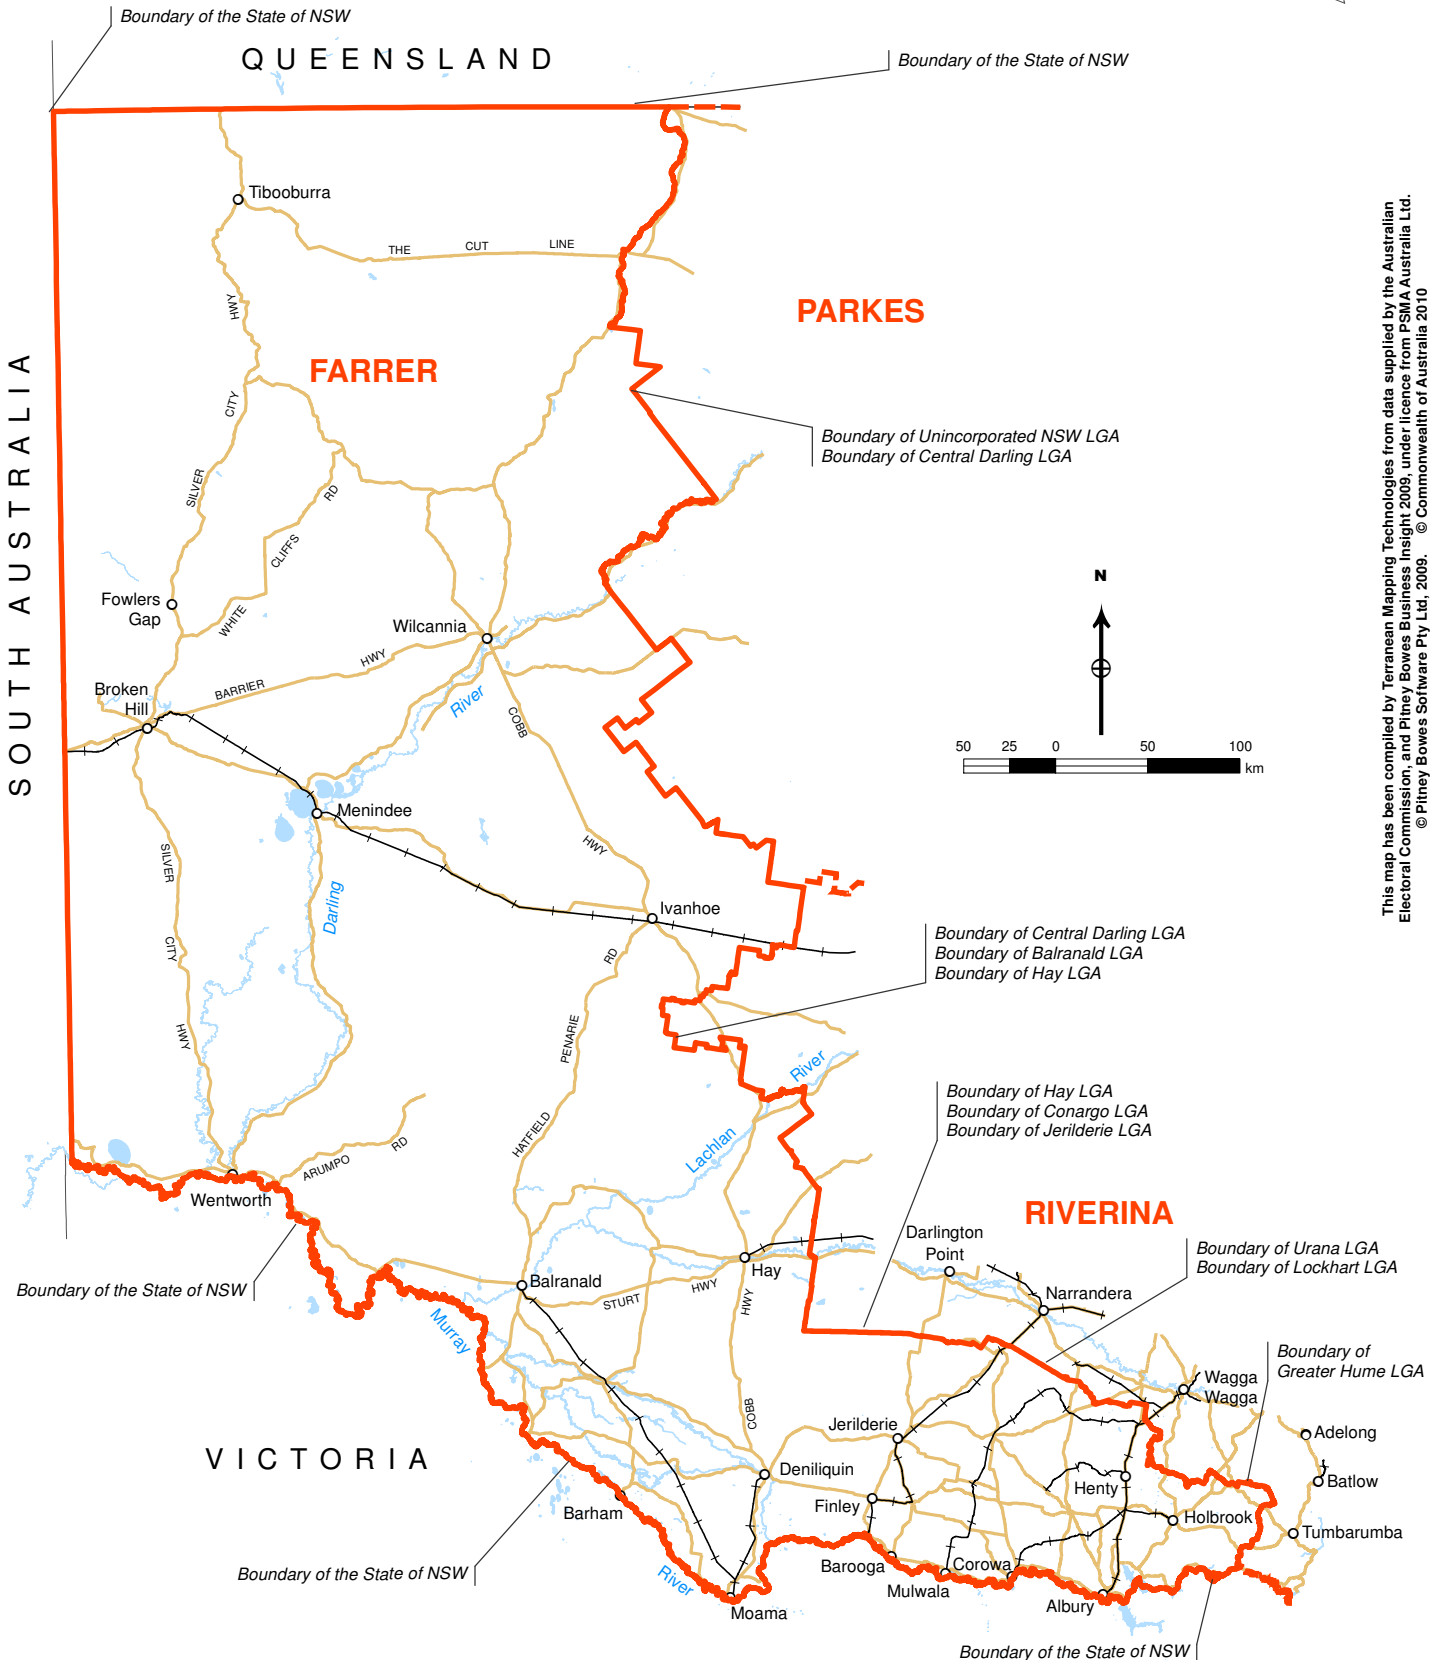 Boundary of the State of NSW
QUEENSLAND
Boundary of the State of NSW
Tibooburra
THE CUT LINE
HWY
PARKES
FARRER
CITY
SOUTH AUSTRALIA
Boundary of Unincorporated NSW LGA
Boundary of Central Darling LGA
SILVER
RD
CLIFFS
WHITE
Fowlers
Gap
N
Wilcannia
HWY
BARRIER
Broken
Hill
River
COBB
50 25 0 50 100
km
Menindee
HWY
SILVER
Darling
Ivanhoe
CITY
RD
Boundary of Central Darling LGA
Boundary of Balranald LGA
Boundary of Hay LGA
HWY
PENARIE
River
Boundary of Hay LGA
Boundary of Conargo LGA
Boundary of Jerilderie LGA
HATFIELD
Lachlan
ARUMPO RD
Wentworth
RIVERINA
Darlington
Point
Boundary of Urana LGA
Boundary of Lockhart LGA
Hay
Boundary of the State of NSW
Balranald
STURT HWY
HWY
Narrandera
Murray
Boundary of
Greater Hume LGA
Wagga
Wagga
COBB
Jerilderie
Adelong
VICTORIA
Deniliquin
Batlow
Henty
Finley
Barham
Holbrook
Tumbarumba
Boundary of the State of NSW
River
Barooga
Corowa
Mulwala
Albury
Moama
Boundary of the State of NSW
This map has been compiled by Terranean Mapping Technologies from data supplied by the Australian
Electoral Commission, and Pitney Bowes Business Insight 2009, under licence from PSMA Australia Ltd.
© Pitney Bowes Software Pty Ltd, 2009. © Commonwealth of Australia 2010